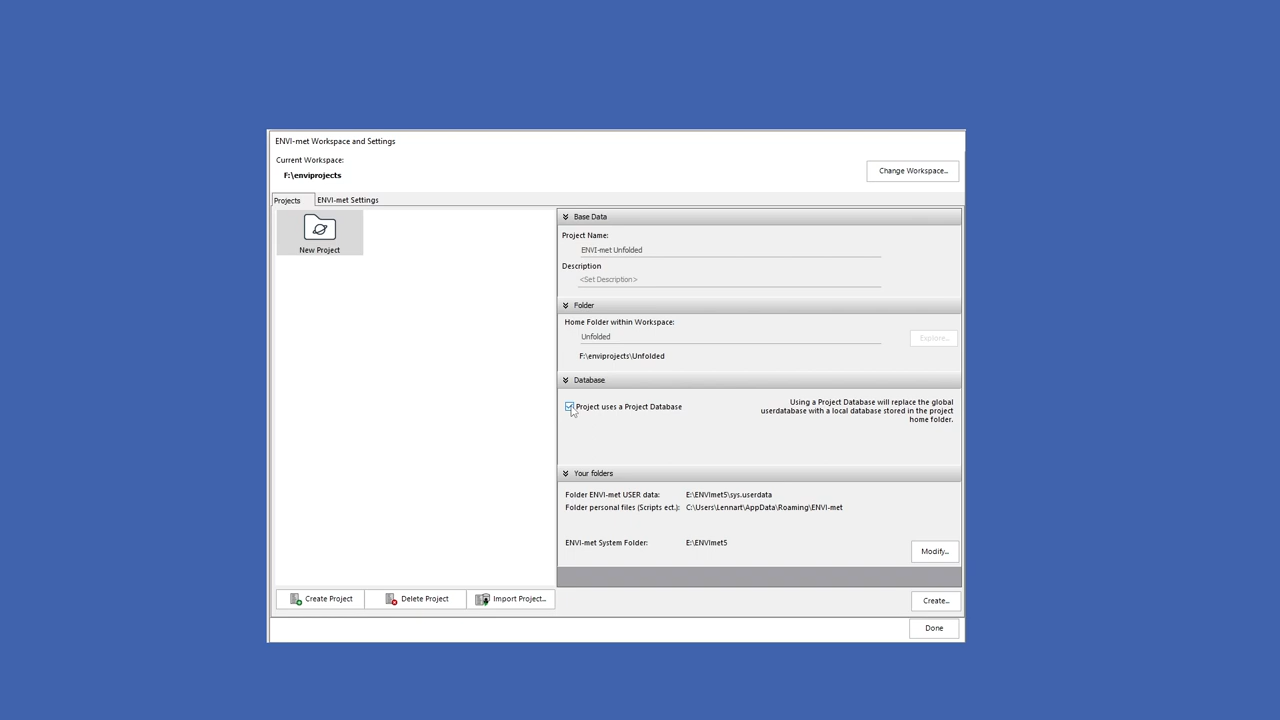 ENVI-met Workspace and Settings
Current Workspace:
F:\enviprojects
Change Workspace...
Projects
ENVI-met Settings
New Project
Base Data
Project Name:
ENVI-met Unfolded
Description
<Set Description>
Folder
Home Folder within Workspace:
Unfolded
Explore...
F:\enviprojects\Unfolded
Database
Project uses a Project Database
Using a Project Database will replace the global
userdatabase with a local database stored in the project
home folder.
Your folders
Folder ENVI-met USER data: E:\ENVImet5\sys.userdata
Folder personal files (Scripts ect.): C:\Users\Lennart\AppData\Roaming\ENVI-met
ENVI-met System Folder: E:\ENVImet5
Modify...
Create Project
Delete Project
Import Project...
Create...
Done